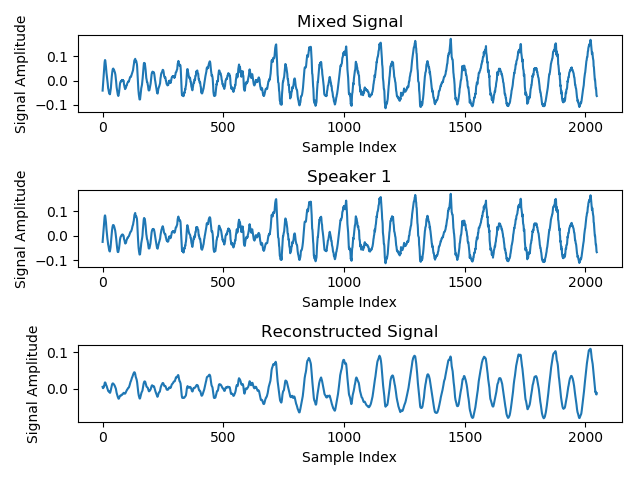 Mixed Signal
Signal Amplitude
0.1
0.0
−0.1
0 500 1000 1500 2000
Sample Index
Speaker 1
Signal Amplitude
0.1
0.0
−0.1
0 500 1000 1500 2000
Sample Index
Reconstructed Signal
Signal Amplitude
0.1
0.0
0 500 1000 1500 2000
Sample Index